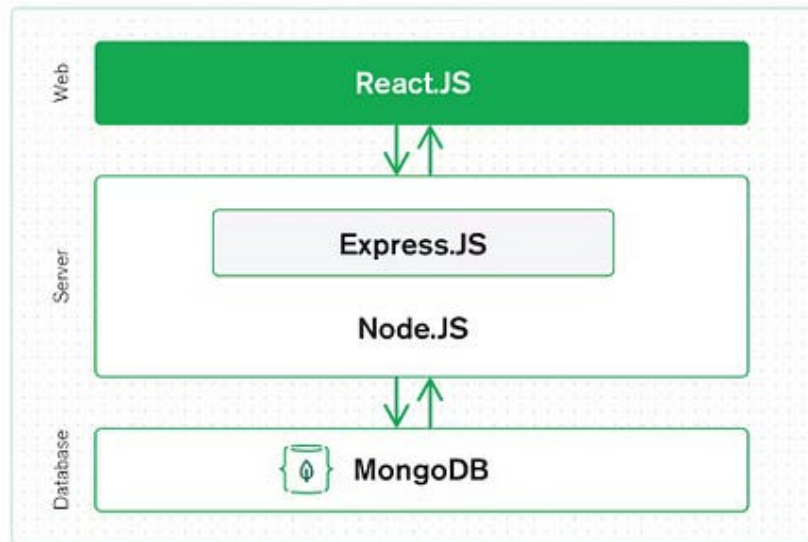 Web
React.JS
Server
Express.JS
Node.JS
Database
MongoDB